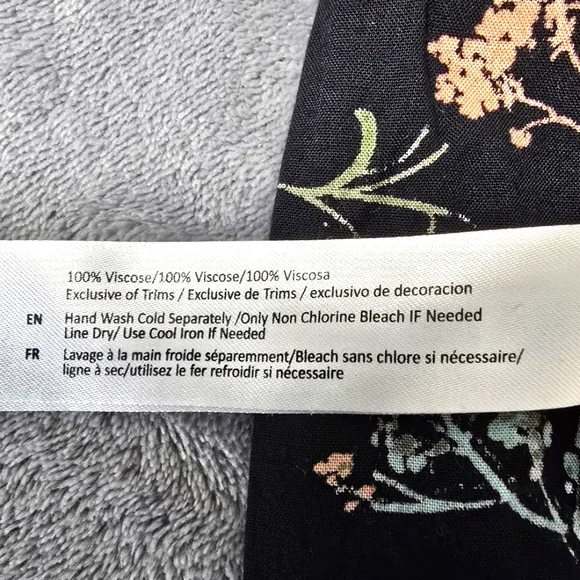 100% Viscose/100% Viscose/100% Viscosa
Exclusive of Trims / Exclusive de Trims / exclusivo de decoracion
EN Hand Wash Cold Separately /Only Non Chlorine Bleach IF Needed
Line Dry/ Use Cool Iron If Needed
FR Lavage à la main froide séparemment/Bleach sans chlore si nécessaire/
ligne à sec/utilisez le fer refroidir si nécessaire